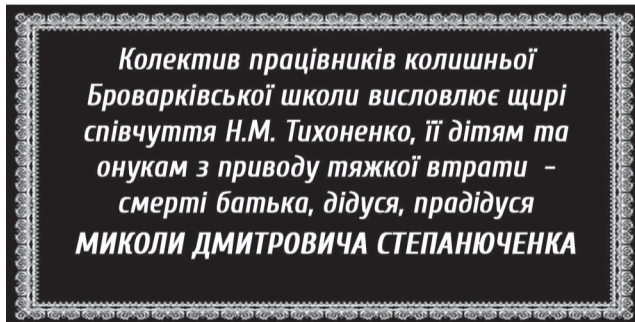 Колектив працівників колишньої
Броварківської школи висловлює щирі
співчуття Н.М. Тихоненко, її дітям та
онукам з приводу тяжкої втрати -
смерті батька, дідуся, прадідуся
МИКОЛИ ДМИТРОВИЧА СТЕПАНЮЧЕНКА